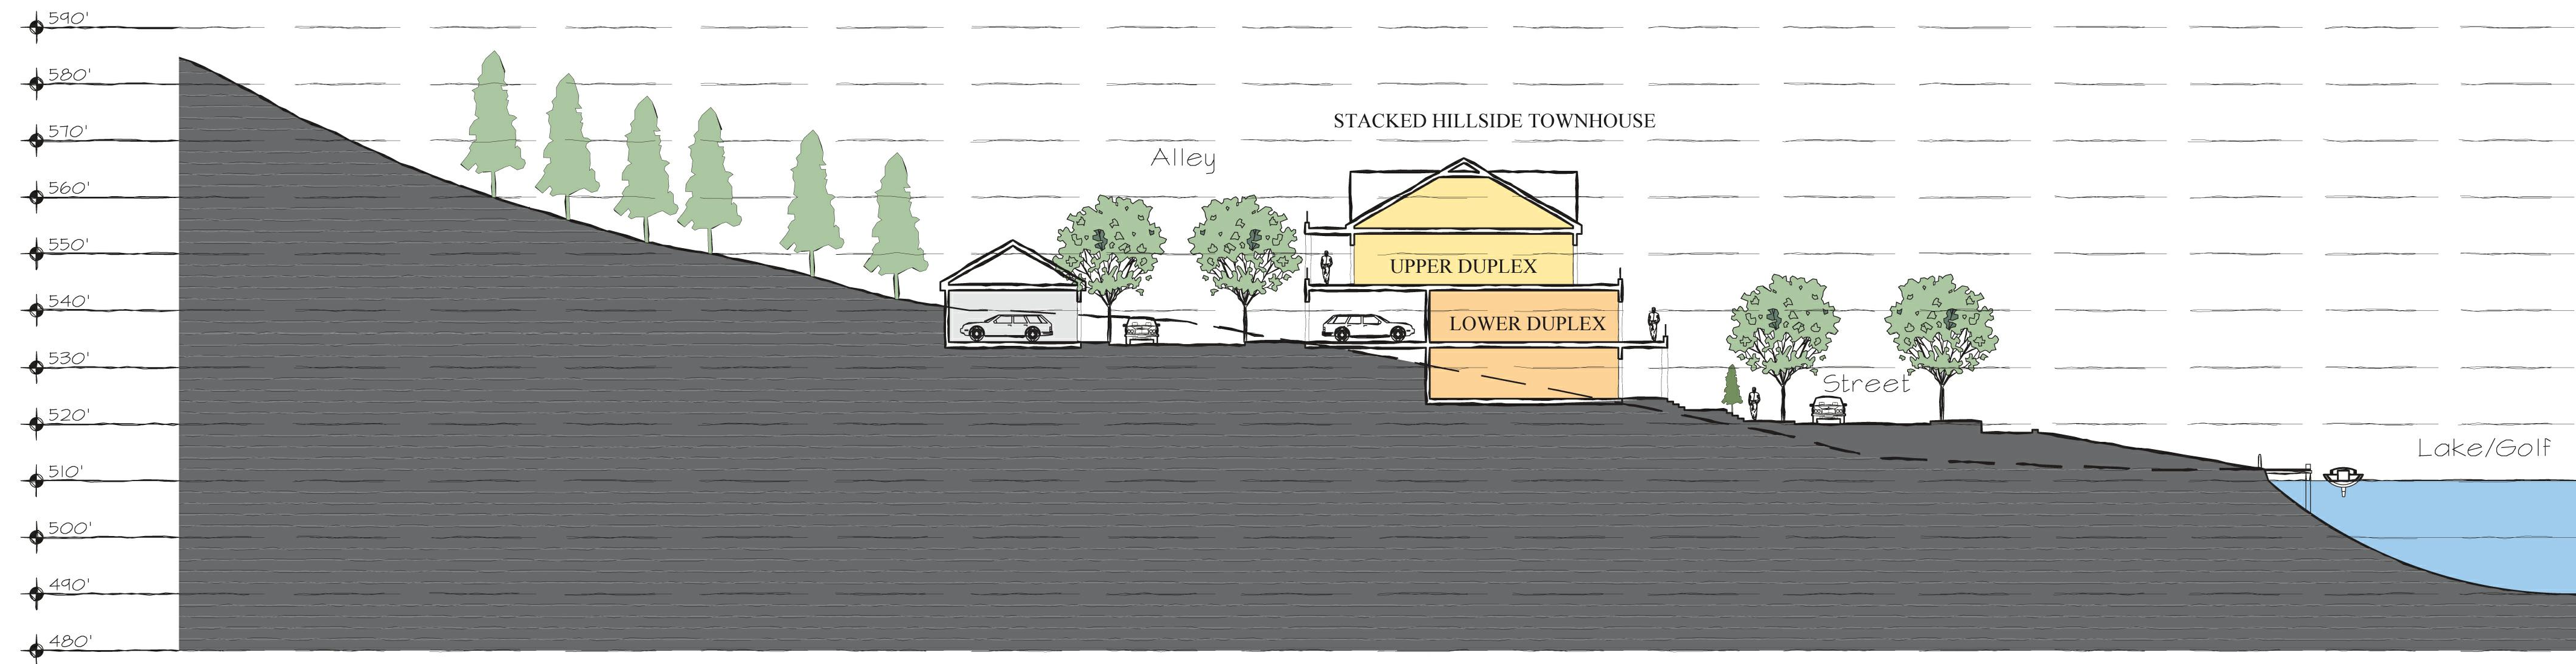 590'
580'
STACKED HILLSIDE TOWNHOUSE
570'
Alley
560'
550'
UPPER DUPLEX
540'
LOWER DUPLEX
530'
Street
520'
Lake/Golf
510'
500'
490'
480'